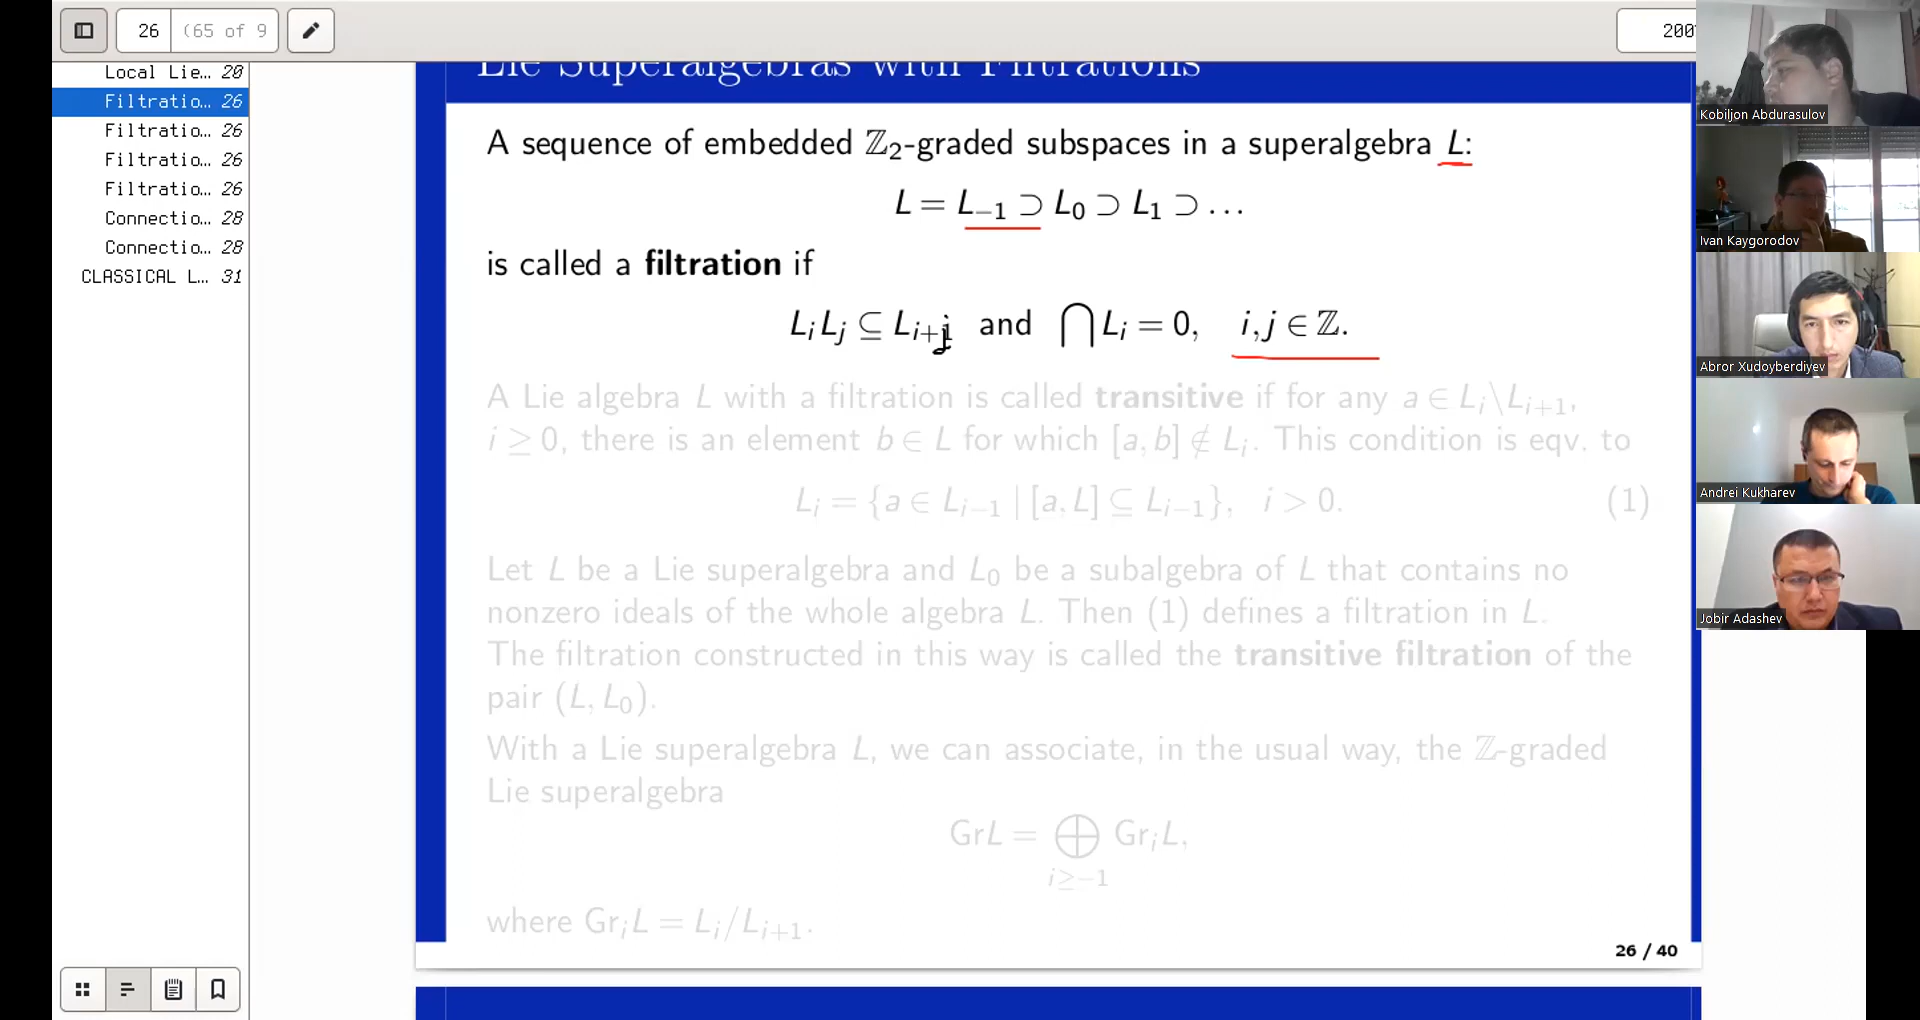 26 (65 of 9
200
Local Lie… 20
Filtratio… 26
Filtratio… 26
Filtratio… 26
Filtratio… 26
Connectio… 28
Connectio… 28
CLASSICAL L… 31
Lie Superalgebras with Filtrations
A sequence of embedded ℤ₂-graded subspaces in a superalgebra L:
L = L₋₁ ⊃ L₀ ⊃ L₁ ⊃ …
is called a filtration if
LᵢLⱼ ⊆ Lᵢ₊ⱼ and ⋂ Lᵢ = 0, i, j ∈ ℤ.
A Lie algebra L with a filtration is called transitive if for any a ∈ Lᵢ\Lᵢ₊₁,
i ≥ 0, there is an element b ∈ L for which [a, b] ∉ Lᵢ. This condition is eqv. to
Lᵢ = {a ∈ Lᵢ₋₁ | [a, L] ⊆ Lᵢ₋₁}, i > 0. (1)
Let L be a Lie superalgebra and L₀ be a subalgebra of L that contains no
nonzero ideals of the whole algebra L. Then (1) defines a filtration in L.
The filtration constructed in this way is called the transitive filtration of the
pair (L, L₀).
With a Lie superalgebra L, we can associate, in the usual way, the ℤ-graded
Lie superalgebra
GrL = ⨁ GrᵢL,
i≥−1
where GrᵢL = Lᵢ/Lᵢ₊₁.
26 / 40
Kobiljon Abdurasulov
Ivan Kaygorodov
Abror Xudoyberdiyev
Andrei Kukharev
Jobir Adashev